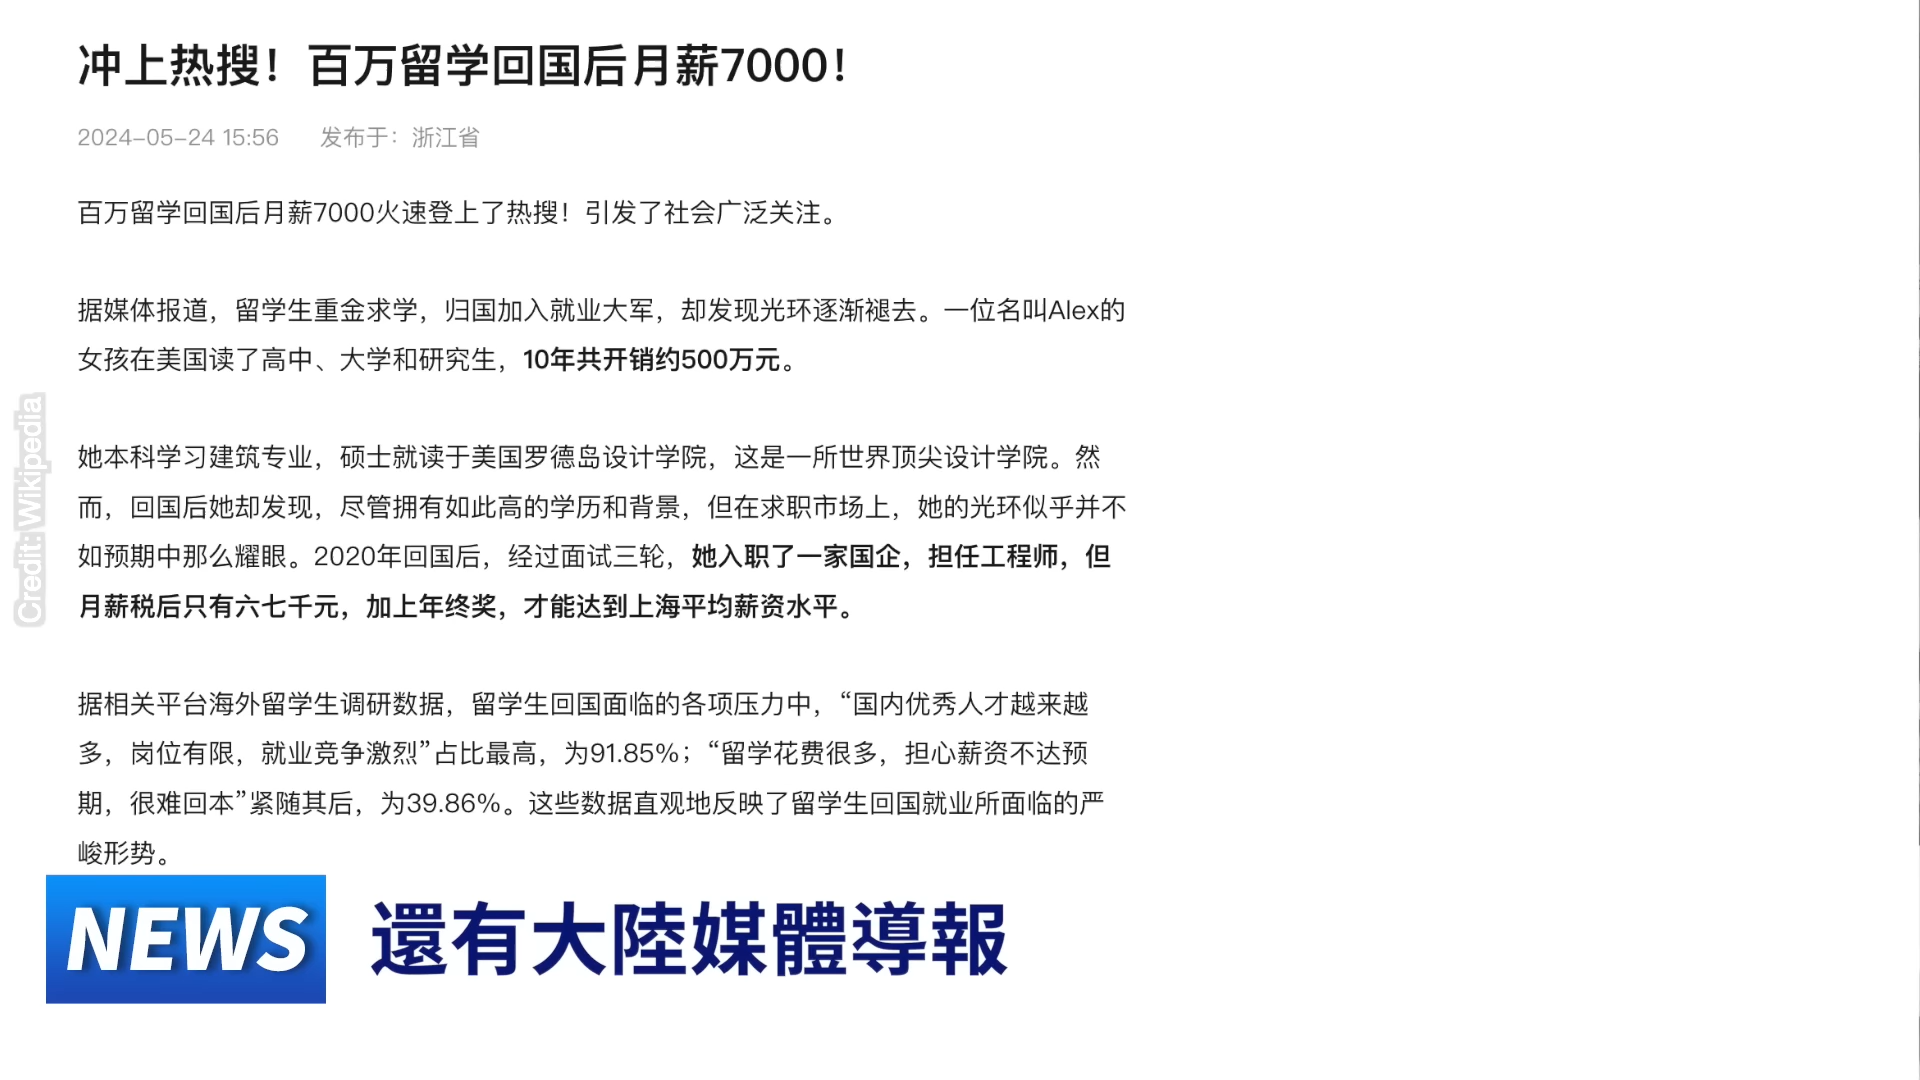 冲上热搜！百万留学回国后月薪7000！
2024-05-24 15:56 发布于：浙江省
百万留学回国后月薪7000火速登上了热搜！引发了社会广泛关注。
据媒体报道，留学生重金求学，归国加入就业大军，却发现光环逐渐褪去。一位名叫Alex的
女孩在美国读了高中、大学和研究生，10年共开销约500万元。
她本科学习建筑专业，硕士就读于美国罗德岛设计学院，这是一所世界顶尖设计学院。然
而，回国后她却发现，尽管拥有如此高的学历和背景，但在求职市场上，她的光环似乎并不
如预期中那么耀眼。2020年回国后，经过面试三轮，她入职了一家国企，担任工程师，但
月薪税后只有六七千元，加上年终奖，才能达到上海平均薪资水平。
据相关平台海外留学生调研数据，留学生回国面临的各项压力中，“国内优秀人才越来越
多，岗位有限，就业竞争激烈”占比最高，为91.85%；“留学花费很多，担心薪资不达预
期，很难回本”紧随其后，为39.86%。这些数据直观地反映了留学生回国就业所面临的严
峻形势。
Credit: Wikipedia
NEWS 還有大陸媒體導報